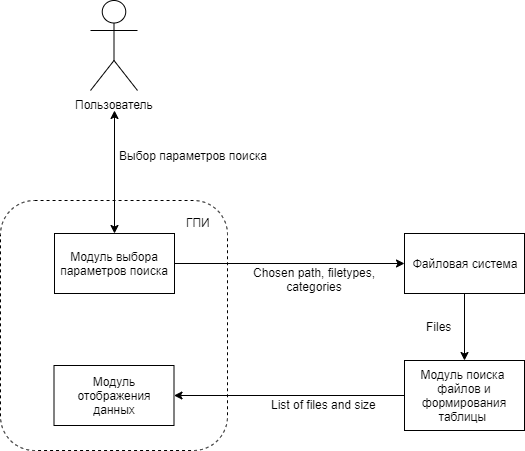 Пользователь
Выбор параметров поиска
ГПИ
Модуль выбора
параметров поиска
Chosen path, filetypes,
categories
Файловая система
Files
Модуль
отображения
данных
List of files and size
Модуль поиска
файлов и
формирования
таблицы